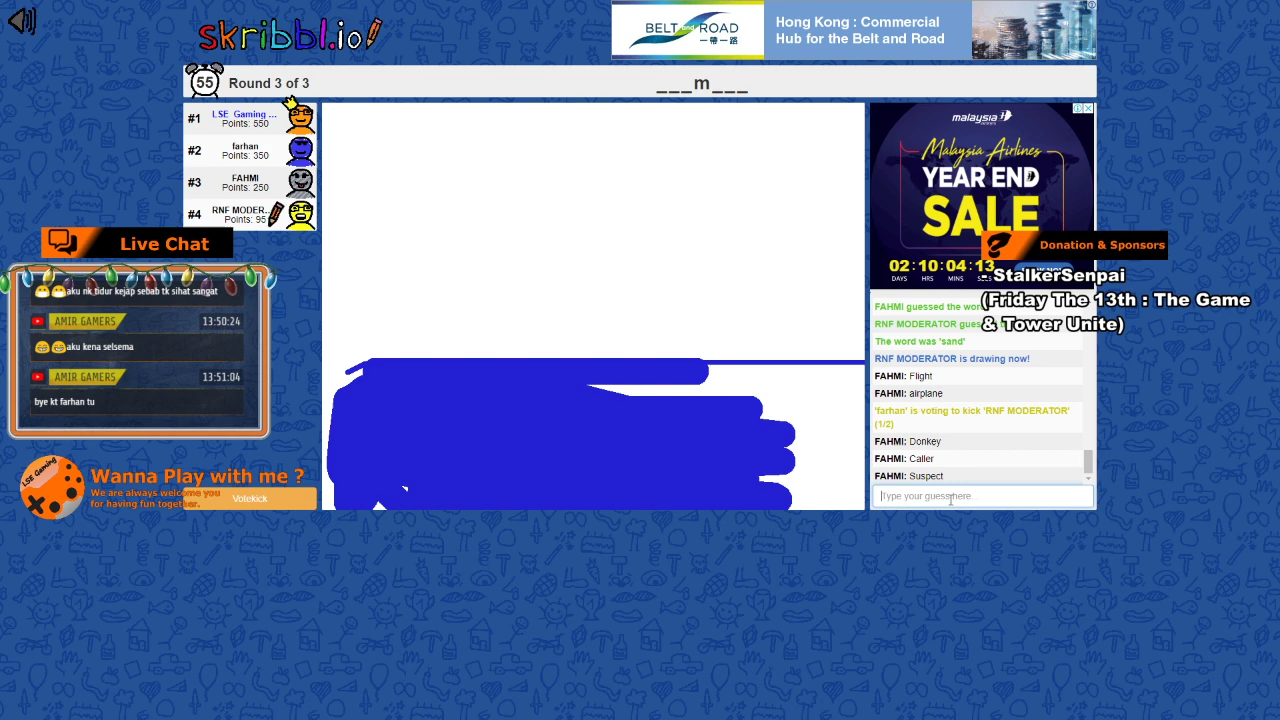 skribbl.io
BELT and ROAD
一帶一路
Hong Kong : Commercial
Hub for the Belt and Road
55
Round 3 of 3
___m___
#1
LSE Gaming ...
Points: 550
#2
farhan
Points: 350
#3
FAHMI
Points: 250
#4
RNF MODER...
Points: 95
Live Chat
aku nk tidur kejap sebab tk sihat sangat
AMIR GAMERS
13:50:24
aku kena selsema
AMIR GAMERS
13:51:04
bye kt farhan tu
LSE Gaming
Wanna Play with me ?
We are always welcome you
for having fun together.
Votekick
malaysia
Malaysia Airlines
YEAR END
SALE
02:10:04:13
DAYS HRS MINS
Donation & Sponsors
- StalkerSenpai
(Friday The 13th : The Game
& Tower Unite)
FAHMI guessed the wor
RNF MODERATOR gues
The word was 'sand'
RNF MODERATOR is drawing now!
FAHMI: Flight
FAHMI: airplane
'farhan' is voting to kick 'RNF MODERATOR'
(1/2)
FAHMI: Donkey
FAHMI: Caller
FAHMI: Suspect
Type your guess here...